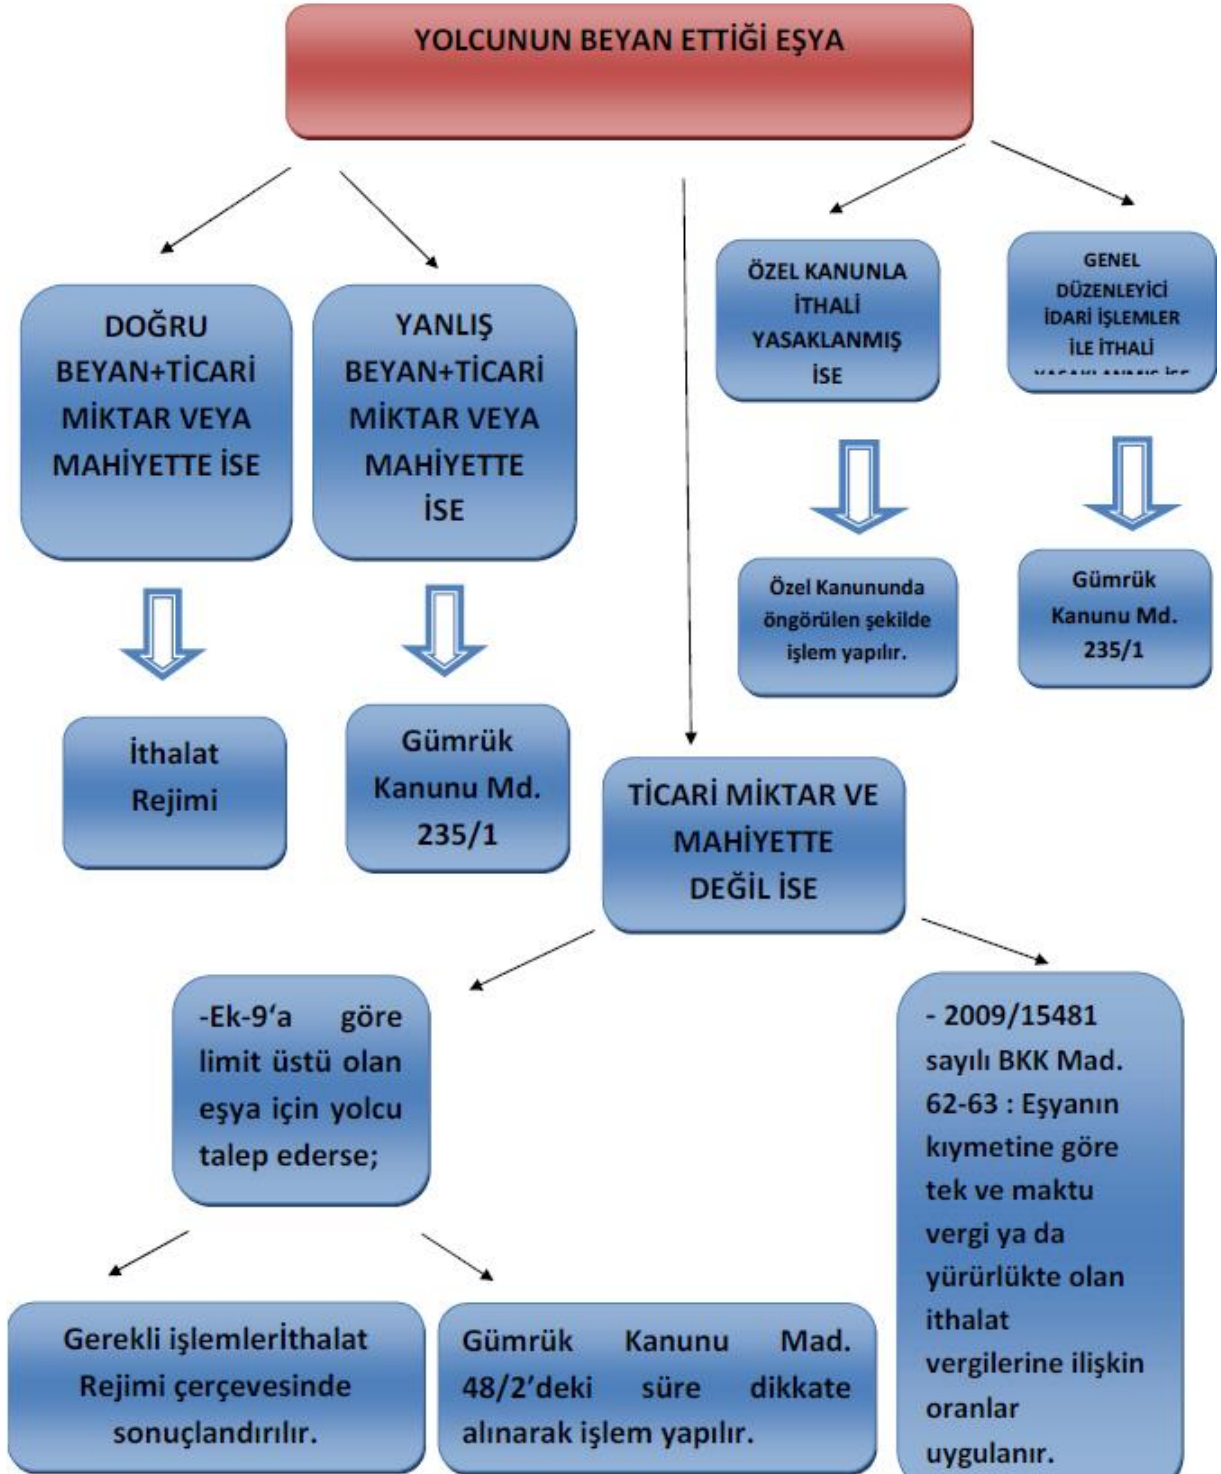 YOLCUNUN BEYAN ETTİĞİ EŞYA
DOĞRU
BEYAN+TİCARİ
MİKTAR VEYA
MAHİYETTE İSE
YANLIŞ
BEYAN+TİCARİ
MİKTAR VEYA
MAHİYETTE
İSE
ÖZEL KANUNLA
İTHALİ
YASAKLANMIŞ
İSE
GENEL
DÜZENLEYİCİ
İDARİ İŞLEMLER
İLE İTHALİ
YASAKLANMIŞ İSE
Özel Kanununda
öngörülen şekilde
işlem yapılır.
Gümrük
Kanunu Md.
235/1
İthalat
Rejimi
Gümrük
Kanunu Md.
235/1
TİCARİ MİKTAR VE
MAHİYETTE
DEĞİL İSE
-Ek-9‘a göre
limit üstü olan
eşya için yolcu
talep ederse;
- 2009/15481
sayılı BKK Mad.
62-63 : Eşyanın
kıymetine göre
tek ve maktu
vergi ya da
yürürlükte olan
ithalat
vergilerine ilişkin
oranlar
uygulanır.
Gerekli işlemlerİthalat
Rejimi çerçevesinde
sonuçlandırılır.
Gümrük Kanunu Mad.
48/2’deki süre dikkate
alınarak işlem yapılır.